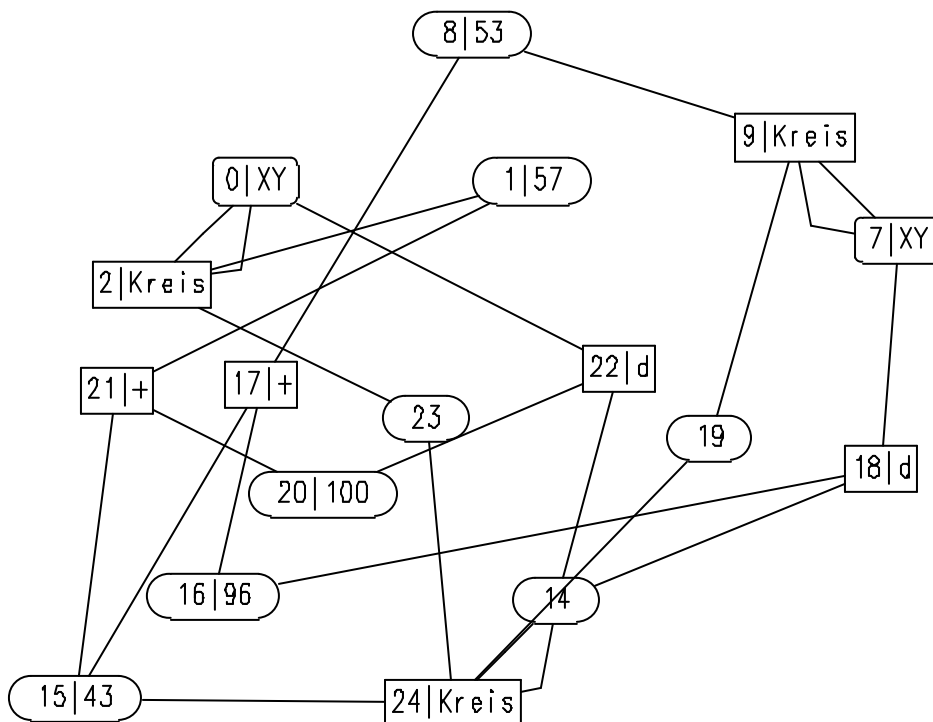 8|53
9|Kreis
0|XY
1|57
7|XY
2|Kreis
21|+
17|+
22|d
23
19
18|d
20|100
16|96
14
15|43
24|Kreis